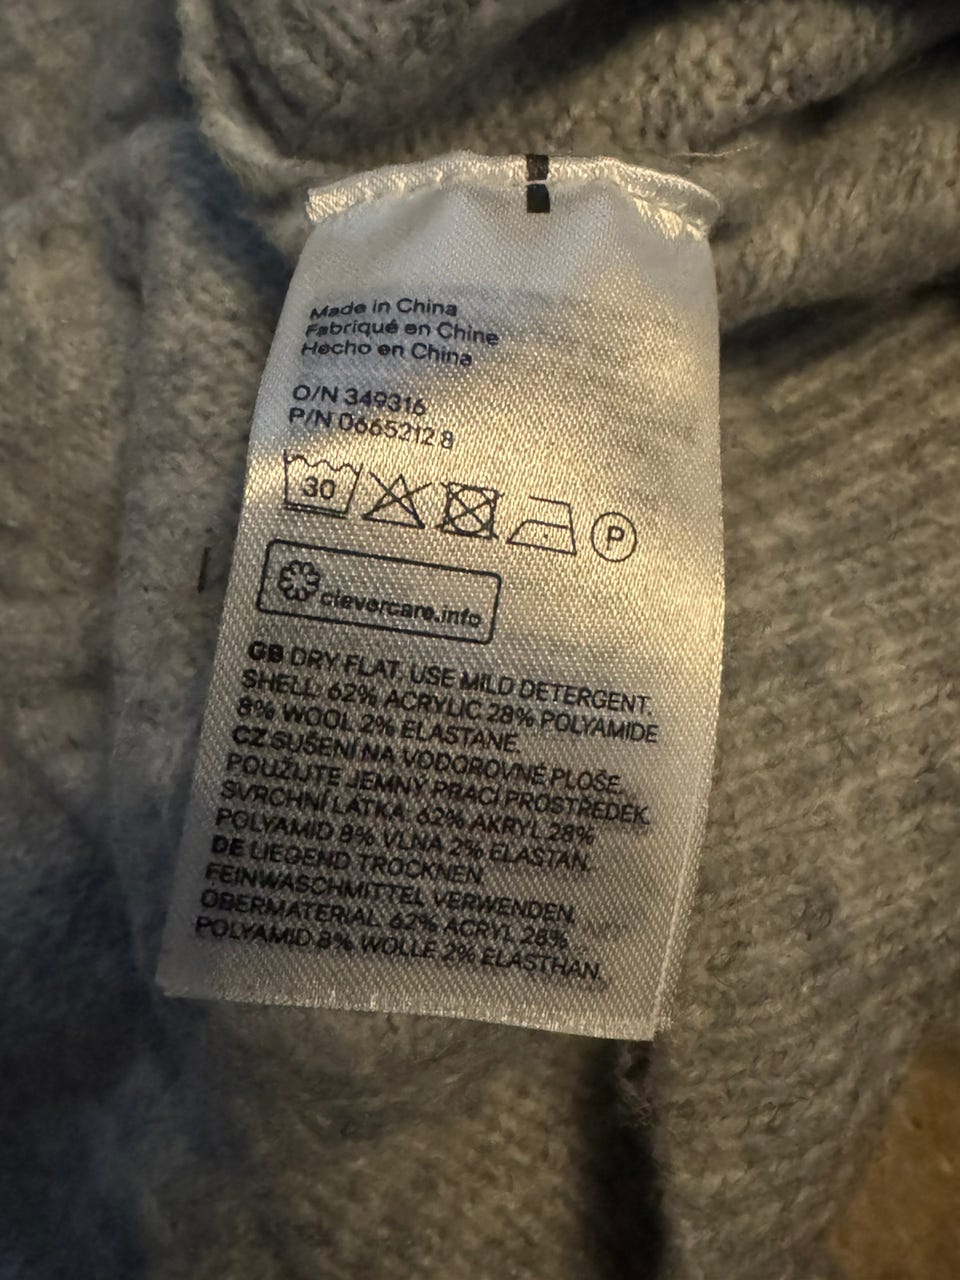 Made in China
Fabriqué en Chine
Hecho en China
O/N 349316
P/N 0665212 8
30
P
clevercare.info
GB DRY FLAT. USE MILD DETERGENT.
SHELL: 62% ACRYLIC 28% POLYAMIDE
8% WOOL 2% ELASTANE.
CZ SUŠENÍ NA VODOROVNÉ PLOŠE.
POUŽIJTE JEMNÝ PRACÍ PROSTŘEDEK.
SVRCHNÍ LÁTKA: 62% AKRYL 28%
POLYAMID 8% VLNA 2% ELASTAN.
DE LIEGEND TROCKNEN.
FEINWASCHMITTEL VERWENDEN.
OBERMATERIAL: 62% ACRYL 28%
POLYAMID 8% WOLLE 2% ELASTHAN.